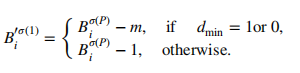 B_i^{'σ(1)} = { B_i^{σ(P)} − m, if d_min = 1or 0,
B_i^{σ(P)} − 1, otherwise.